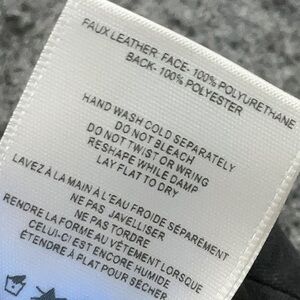 FAUX LEATHER: FACE- 100% POLYURETHANE
BACK- 100% POLYESTER
HAND WASH COLD SEPARATELY
DO NOT BLEACH
DO NOT TWIST OR WRING
RESHAPE WHILE DAMP
LAY FLAT TO DRY
LAVEZ À LA MAIN À L'EAU FROIDE SÉPARÉMENT
NE PAS JAVELLISER
NE PAS TORDRE
RENDRE LA FORME AU VÊTEMENT LORSQUE
CELUI-CI EST ENCORE HUMIDE
ÉTENDRE À PLAT POUR SÉCHER